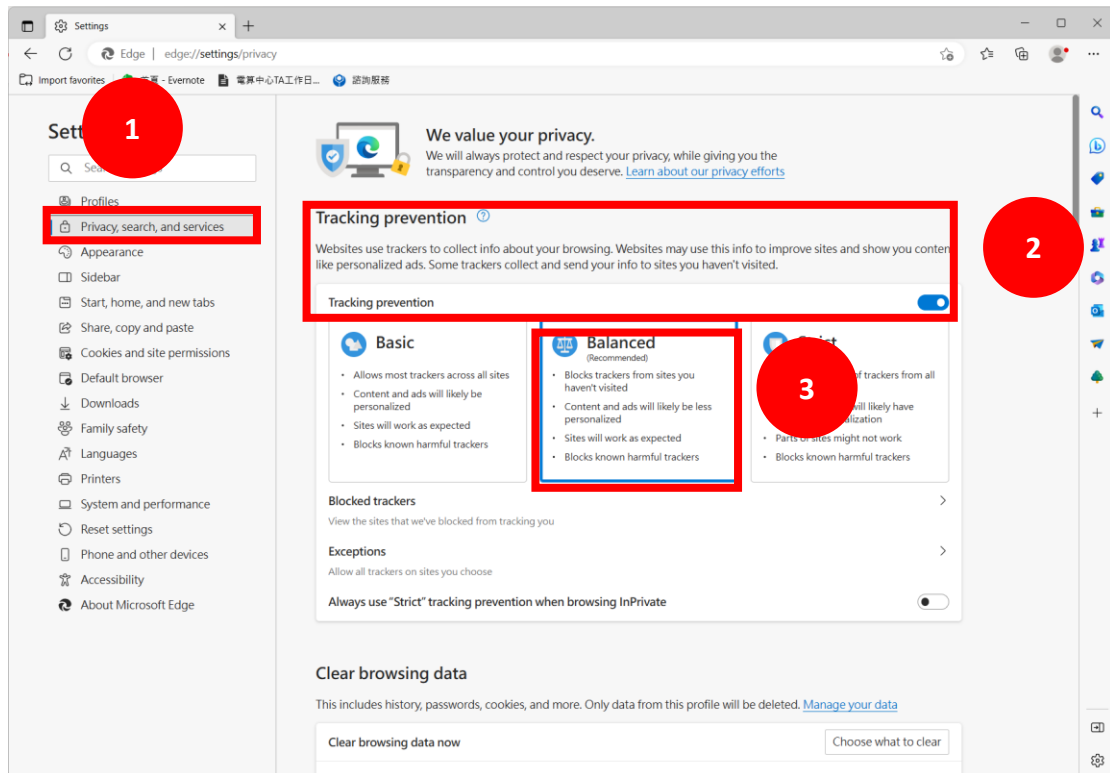 Settings
Edge | edge://settings/privacy
Import favorites
- Evernote
電算中心TA工作日...
諮詢服務
1
Sett
Profiles
Privacy, search, and services
Appearance
Sidebar
Start, home, and new tabs
Share, copy and paste
Cookies and site permissions
Default browser
Downloads
Family safety
Languages
Printers
System and performance
Reset settings
Phone and other devices
Accessibility
About Microsoft Edge
We value your privacy.
We will always protect and respect your privacy, while giving you the
transparency and control you deserve. Learn about our privacy efforts
Tracking prevention ?
2
Websites use trackers to collect info about your browsing. Websites may use this info to improve sites and show you conten
like personalized ads. Some trackers collect and send your info to sites you haven't visited.
Tracking prevention
Basic
• Allows most trackers across all sites
• Content and ads will likely be
personalized
• Sites will work as expected
• Blocks known harmful trackers
Balanced
(Recommended)
• Blocks trackers from sites you
haven't visited
• Content and ads will likely be less
personalized
• Sites will work as expected
• Blocks known harmful trackers
3
of trackers from all
will likely have
• Parts of sites might not work
• Blocks known harmful trackers
Blocked trackers
View the sites that we've blocked from tracking you
Exceptions
Allow all trackers on sites you choose
Always use "Strict" tracking prevention when browsing InPrivate
Clear browsing data
This includes history, passwords, cookies, and more. Only data from this profile will be deleted. Manage your data
Clear browsing data now
Choose what to clear